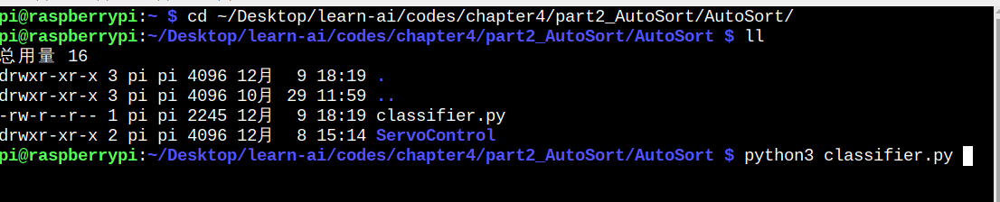 pi@raspberrypi:~ $ cd ~/Desktop/learn-ai/codes/chapter4/part2_AutoSort/AutoSort/
pi@raspberrypi:~/Desktop/learn-ai/codes/chapter4/part2_AutoSort/AutoSort $ ll
总用量 16
drwxr-xr-x 3 pi pi 4096 12月  9 18:19 .
drwxr-xr-x 3 pi pi 4096 10月 29 11:59 ..
-rw-r--r-- 1 pi pi 2245 12月  9 18:19 classifier.py
drwxr-xr-x 2 pi pi 4096 12月  8 15:14 ServoControl
pi@raspberrypi:~/Desktop/learn-ai/codes/chapter4/part2_AutoSort/AutoSort $ python3 classifier.py